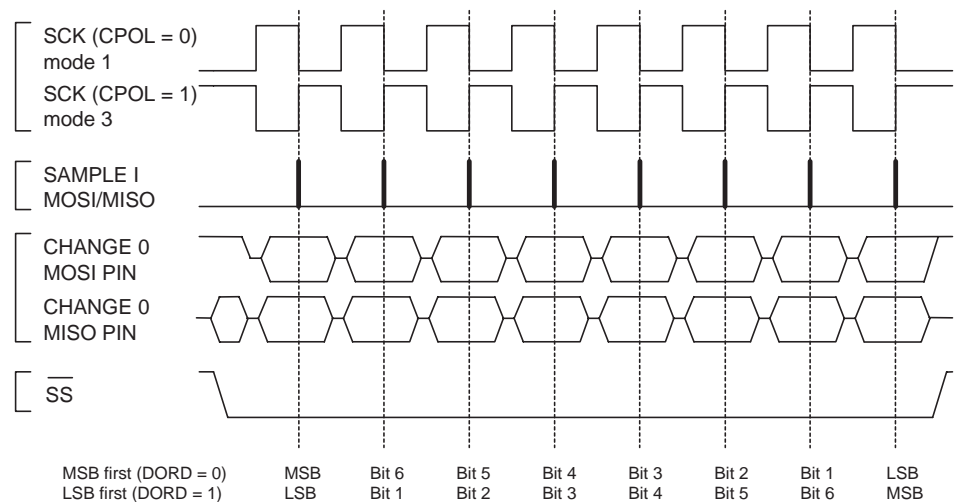 SCK (CPOL = 0)
mode 1
SCK (CPOL = 1)
mode 3
SAMPLE I
MOSI/MISO
CHANGE 0
MOSI PIN
CHANGE 0
MISO PIN
SS
MSB first (DORD = 0) MSB Bit 6 Bit 5 Bit 4 Bit 3 Bit 2 Bit 1 LSB
LSB first (DORD = 1) LSB Bit 1 Bit 2 Bit 3 Bit 4 Bit 5 Bit 6 MSB